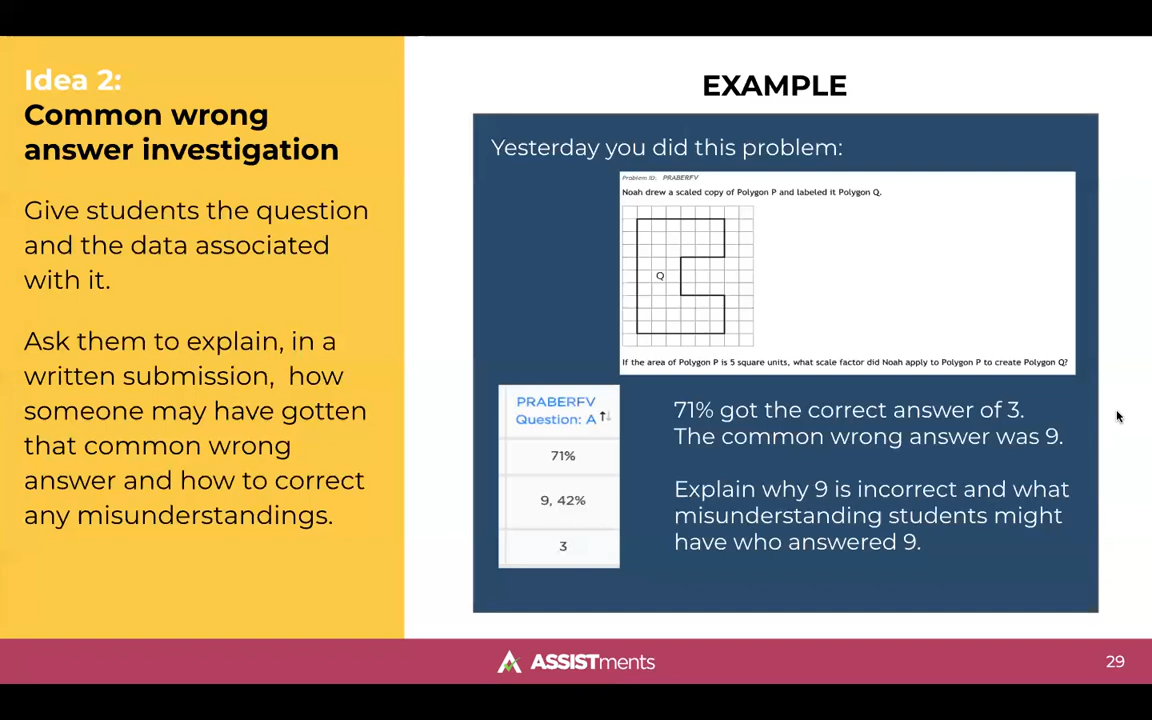 Idea 2:
Common wrong
answer investigation
Give students the question
and the data associated
with it.
Ask them to explain, in a
written submission,  how
someone may have gotten
that common wrong
answer and how to correct
any misunderstandings.
EXAMPLE
Yesterday you did this problem:
Problem ID: PRABERFV
Noah drew a scaled copy of Polygon P and labeled it Polygon Q.
Q
If the area of Polygon P is 5 square units, what scale factor did Noah apply to Polygon P to create Polygon Q?
PRABERFV
Question: A
71%
9, 42%
3
71% got the correct answer of 3.
The common wrong answer was 9.
Explain why 9 is incorrect and what
misunderstanding students might
have who answered 9.
ASSISTments
29